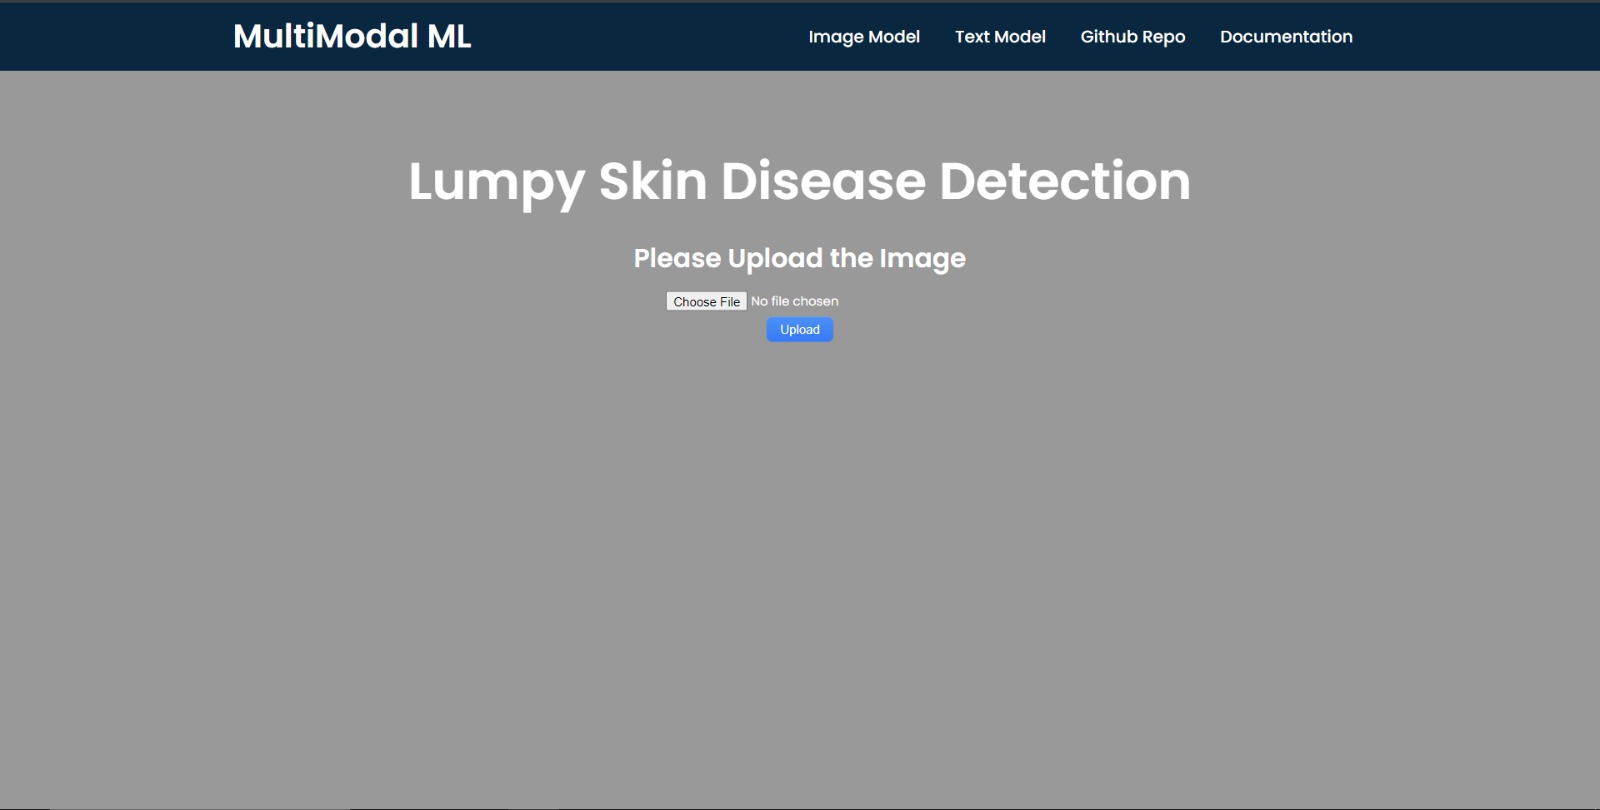 MultiModal ML
Image Model Text Model Github Repo Documentation
Lumpy Skin Disease Detection
Please Upload the Image
Choose File No file chosen
Upload